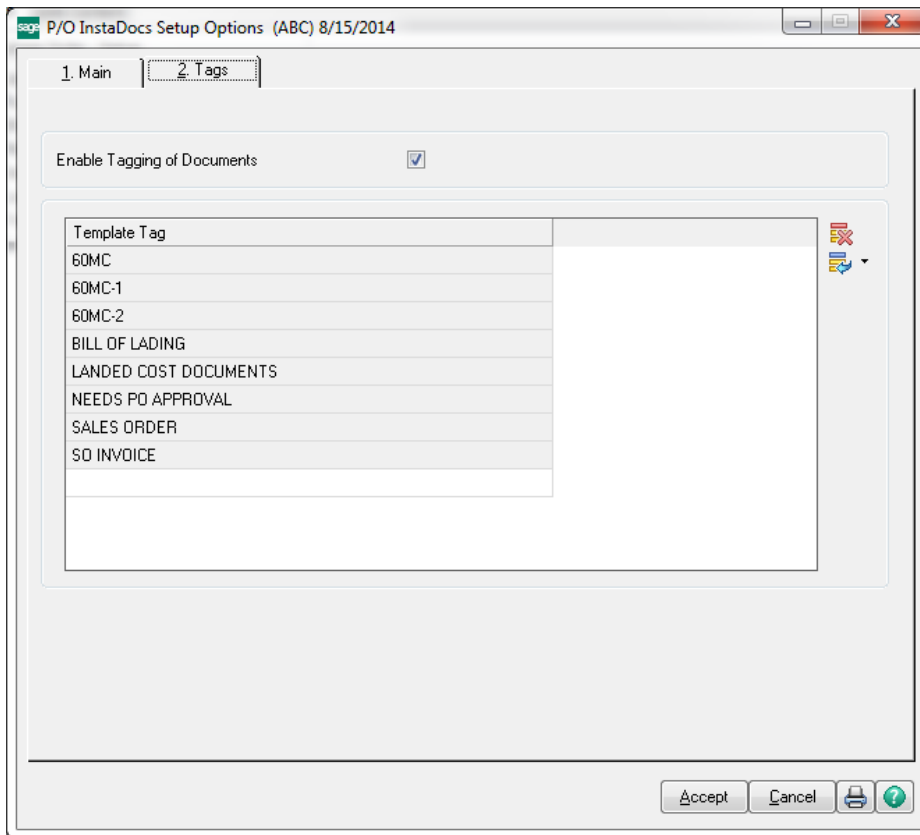 sage P/O InstaDocs Setup Options (ABC) 8/15/2014
1. Main 2. Tags
Enable Tagging of Documents
Template Tag
60MC
60MC-1
60MC-2
BILL OF LADING
LANDED COST DOCUMENTS
NEEDS PO APPROVAL
SALES ORDER
SO INVOICE
Accept Cancel ?